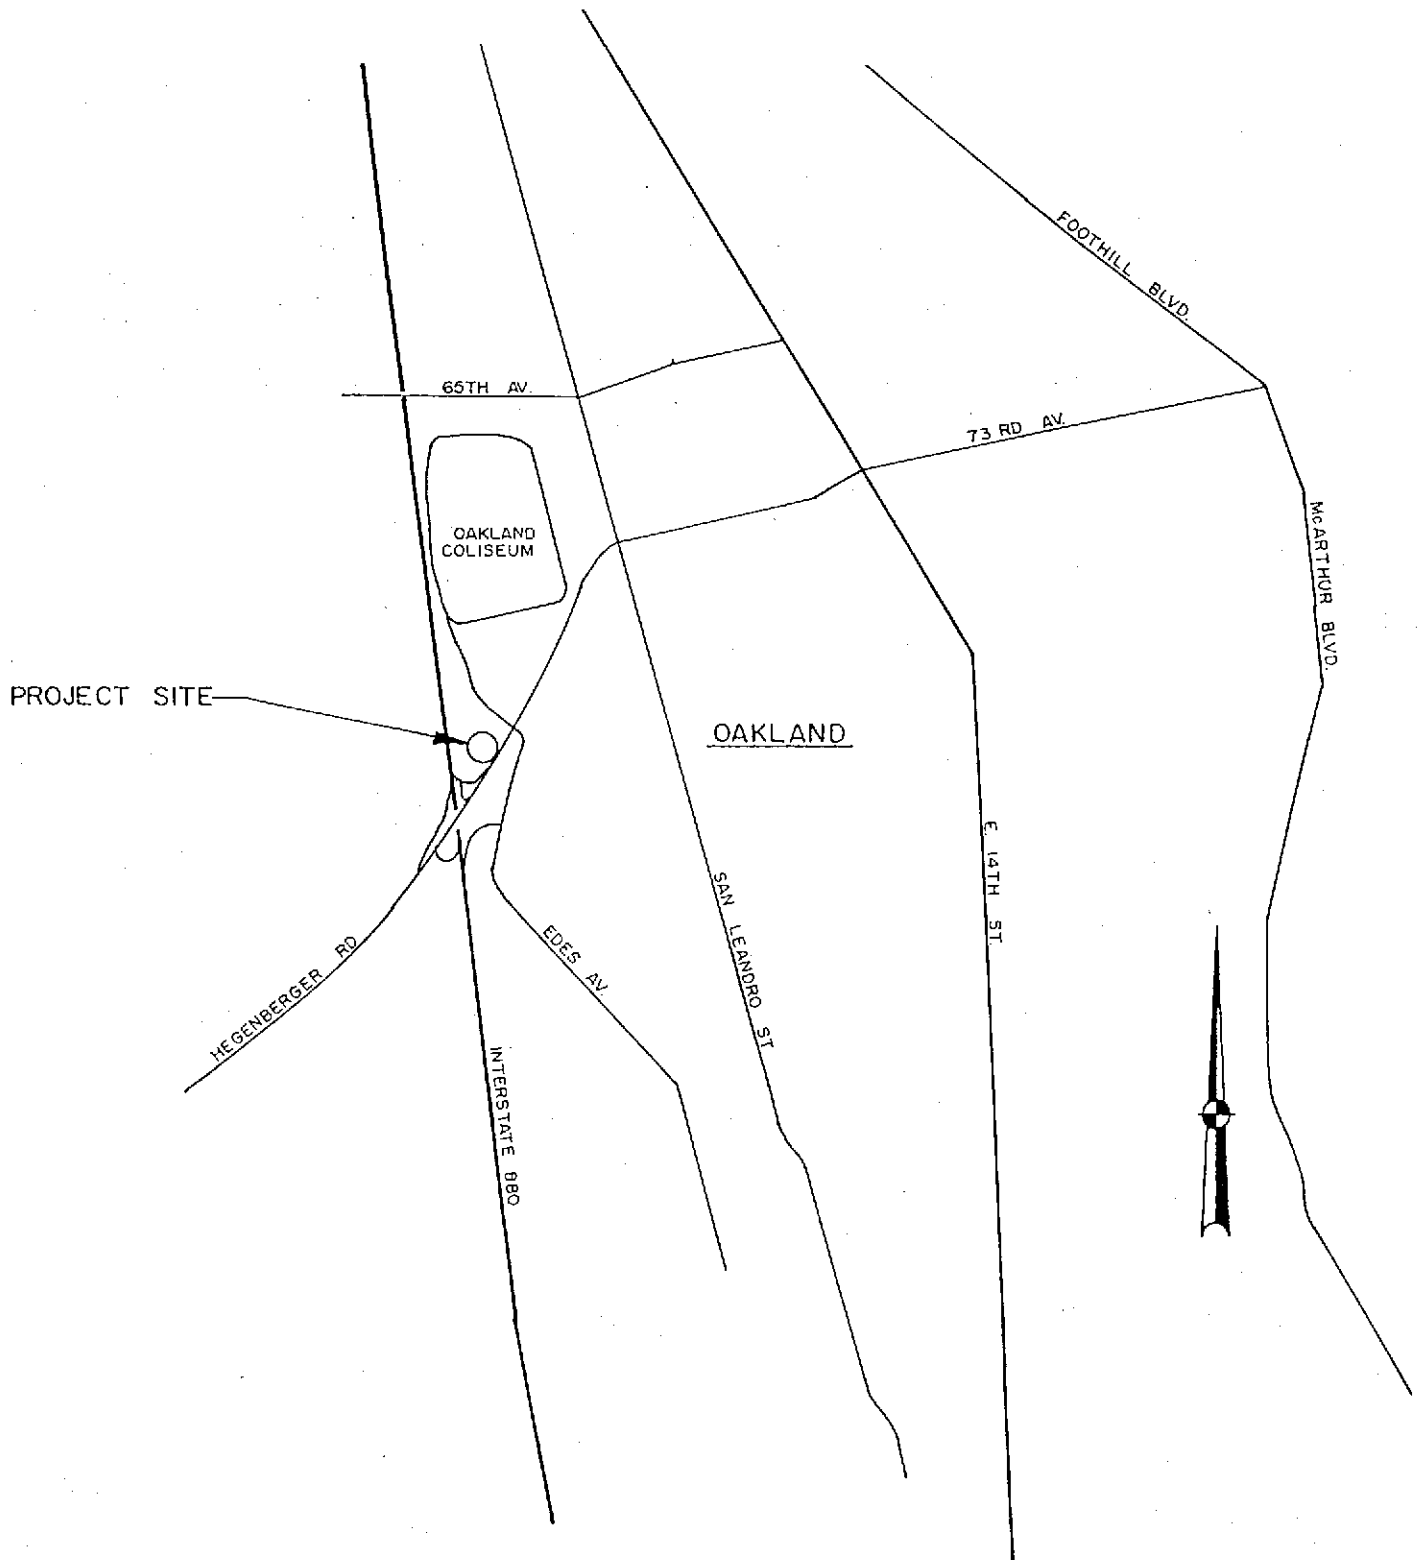 FOOTHILL BLVD.
65TH AV.
73 RD AV.
OAKLAND
COLISEUM
McARTHUR BLVD.
PROJECT SITE
OAKLAND
E. 14TH ST.
SAN LEANDRO ST
EDES AV.
HEGENBERGER RD
INTERSTATE 880